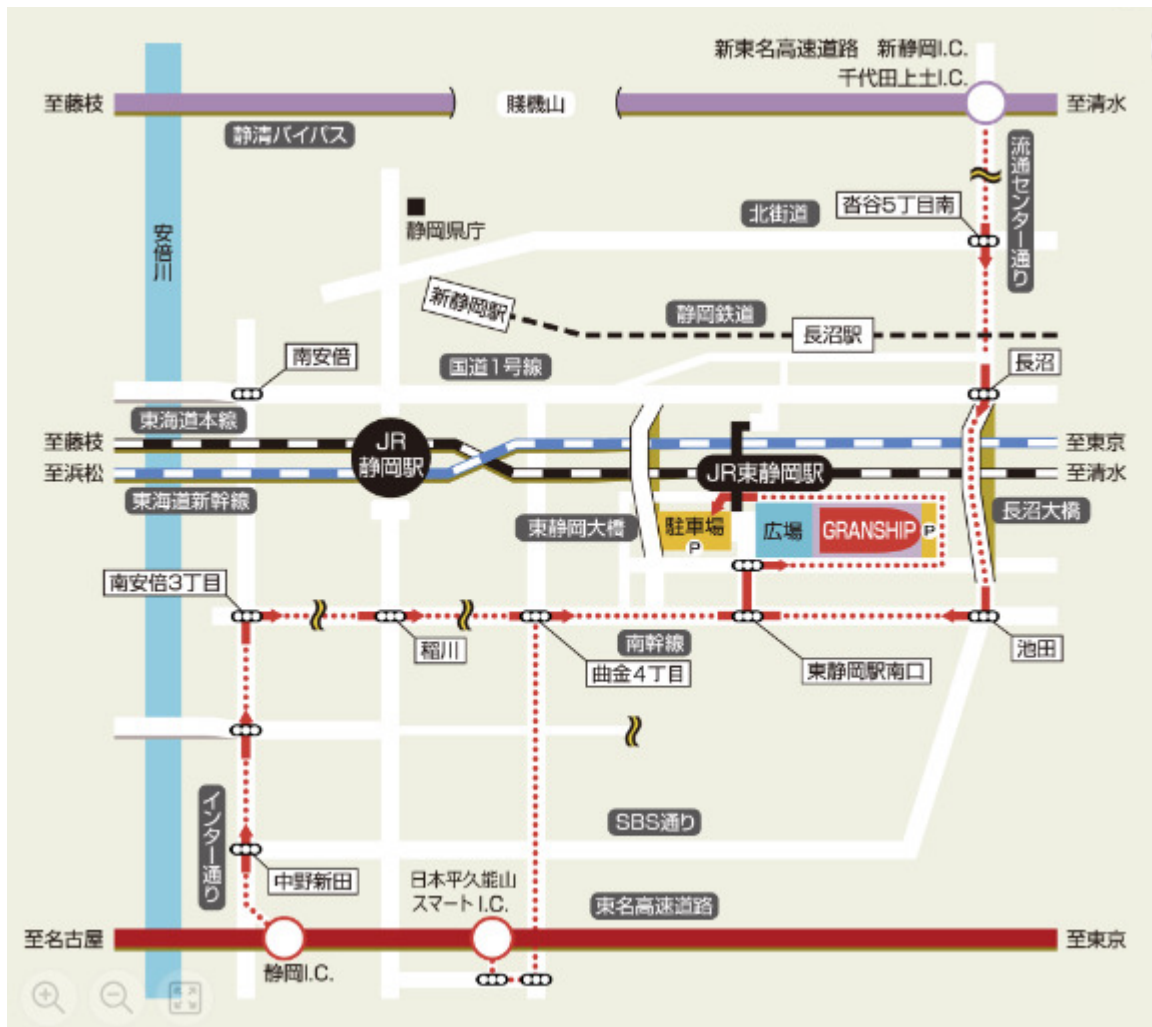 新東名高速道路 新静岡I.C.
千代田上土I.C.
至藤枝
賤機山
至清水
静清バイパス
流通センター通り
沓谷5丁目南
北街道
静岡県庁
安倍川
新静岡駅
静岡鉄道
長沼駅
南安倍
国道1号線
長沼
東海道本線
至藤枝
JR
静岡駅
至東京
至浜松
JR東静岡駅
至清水
東海道新幹線
東静岡大橋
駐車場
P
広場
GRANSHIP
P
長沼大橋
南安倍3丁目
稲川
南幹線
曲金4丁目
東静岡駅南口
池田
インター通り
SBS通り
中野新田
日本平久能山
スマートI.C.
東名高速道路
至名古屋
至東京
静岡I.C.